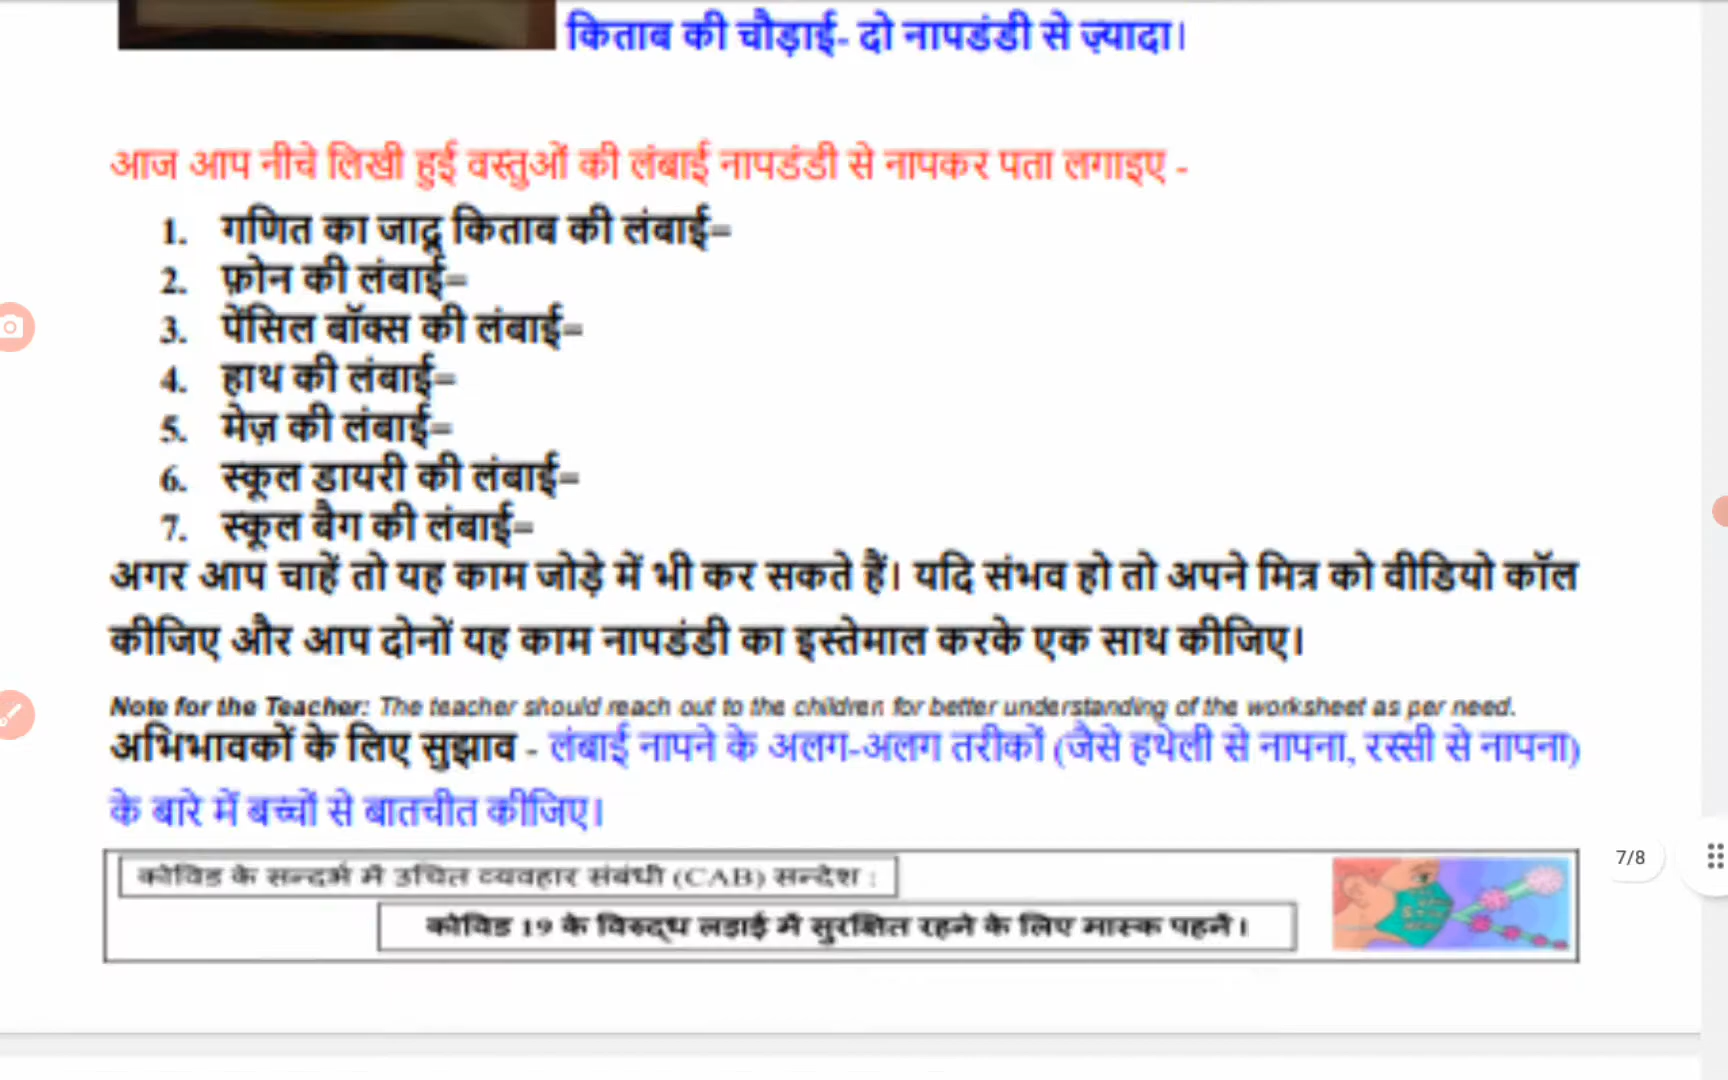 किताब की चौड़ाई- दो नापडंडी से ज़्यादा।
आज आप नीचे लिखी हुई वस्तुओं की लंबाई नापडंडी से नापकर पता लगाइए -
1. गणित का जादू किताब की लंबाई=
2. फ़ोन की लंबाई=
3. पेंसिल बॉक्स की लंबाई=
4. हाथ की लंबाई=
5. मेज़ की लंबाई=
6. स्कूल डायरी की लंबाई=
7. स्कूल बैग की लंबाई=
अगर आप चाहें तो यह काम जोड़े में भी कर सकते हैं। यदि संभव हो तो अपने मित्र को वीडियो कॉल
कीजिए और आप दोनों यह काम नापडंडी का इस्तेमाल करके एक साथ कीजिए।
Note for the Teacher: The teacher should reach out to the children for better understanding of the worksheet as per need.
अभिभावकों के लिए सुझाव - लंबाई नापने के अलग-अलग तरीकों (जैसे हथेली से नापना, रस्सी से नापना)
के बारे में बच्चों से बातचीत कीजिए।
7/8
कोविड के सन्दर्भ में उचित व्यवहार संबंधी (CAB) सन्देश :
कोविड 19 के विरुद्ध लड़ाई में सुरक्षित रहने के लिए मास्क पहनें।